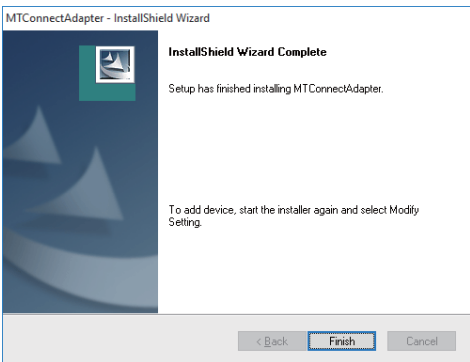 MTConnectAdapter - InstallShield Wizard
InstallShield Wizard Complete
Setup has finished installing MTConnectAdapter.
To add device, start the installer again and select Modify
Setting.
< Back
Finish
Cancel